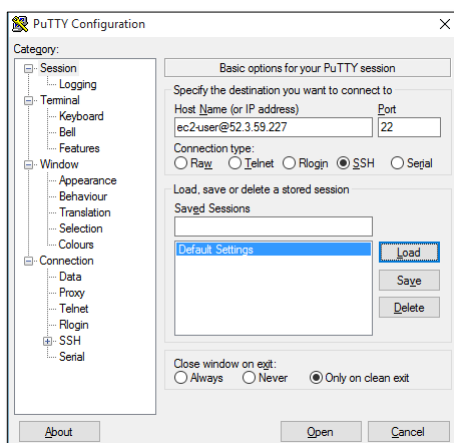 PuTTY Configuration
Category:
Session
Logging
Terminal
Keyboard
Bell
Features
Window
Appearance
Behaviour
Translation
Selection
Colours
Connection
Data
Proxy
Telnet
Rlogin
SSH
Serial
Basic options for your PuTTY session
Specify the destination you want to connect to
Host Name (or IP address) Port
ec2-user@52.3.59.227 22
Connection type:
Raw Telnet Rlogin SSH Serial
Load, save or delete a stored session
Saved Sessions
Default Settings
Load
Save
Delete
Close window on exit:
Always Never Only on clean exit
About Open Cancel